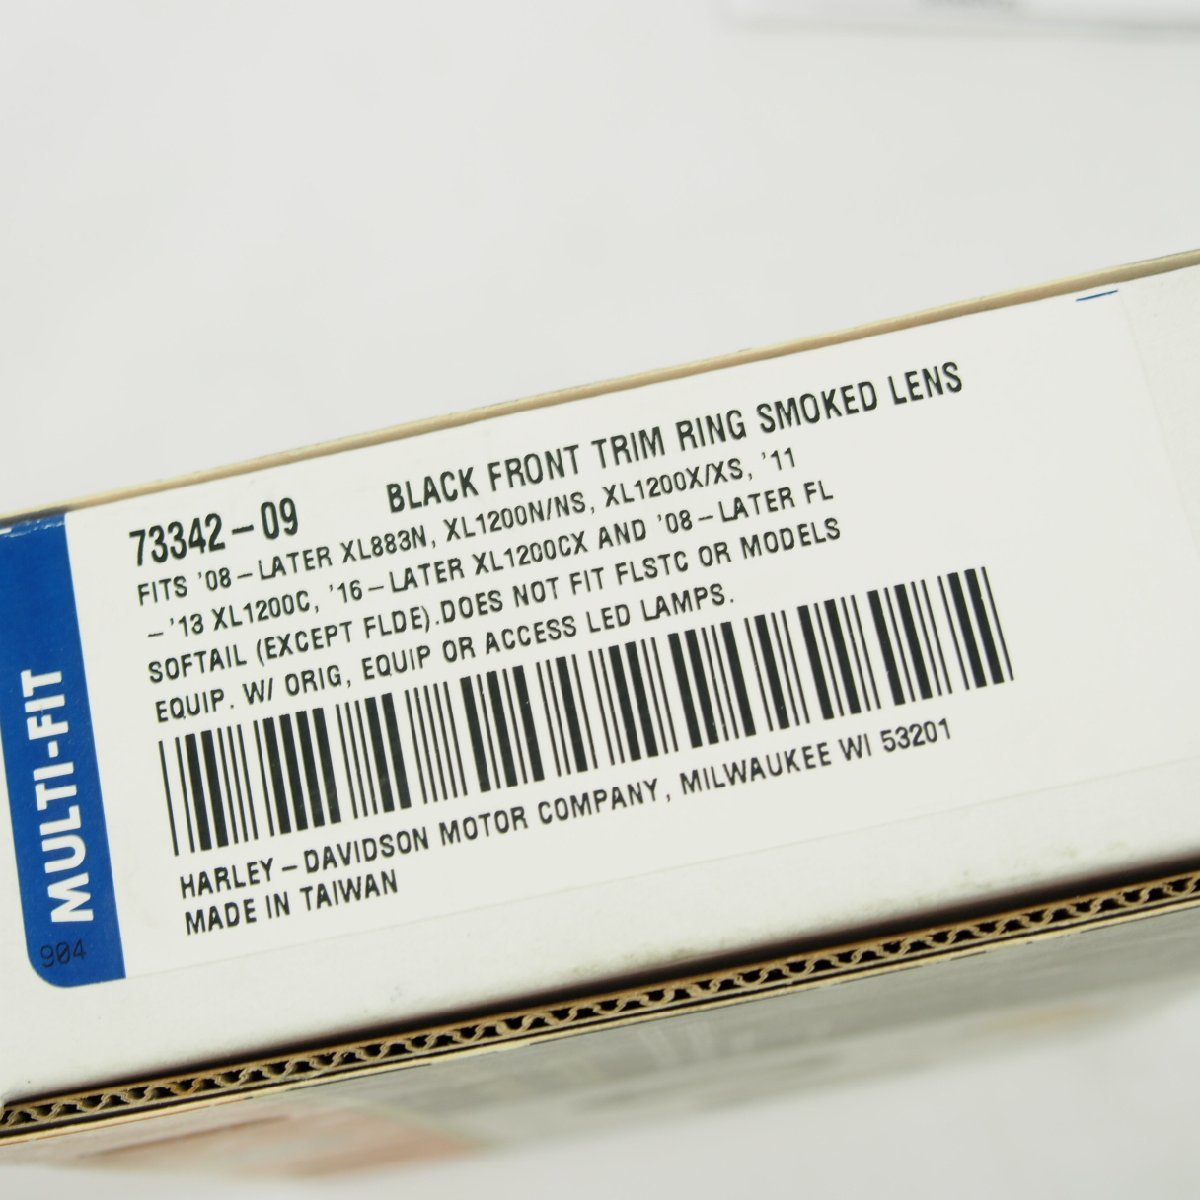 73342-09 BLACK FRONT TRIM RING SMOKED LENS
FITS '08-LATER XL883N, XL1200N/NS, XL1200X/XS, '11
-'13 XL1200C, '16-LATER XL1200CX AND '08-LATER FL
SOFTAIL (EXCEPT FLDE).DOES NOT FIT FLSTC OR MODELS
EQUIP. W/ ORIG, EQUIP OR ACCESS LED LAMPS.
HARLEY-DAVIDSON MOTOR COMPANY, MILWAUKEE WI 53201
MADE IN TAIWAN
MULTI-FIT
904